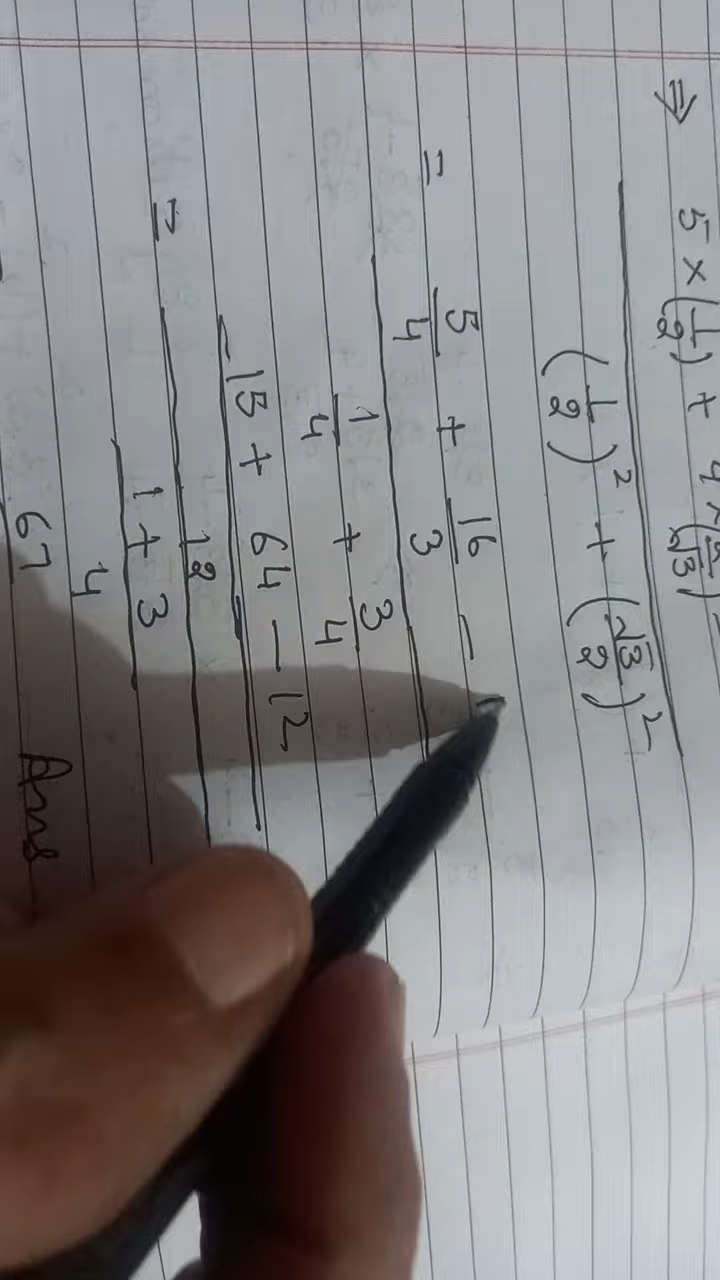 ⇒ 5 × (1/2) + 4 × (2/√3) -
(1/2)² + (√3/2)²
= 5/4 + 16/3 - 1
1/4 + 3/4
= 15 + 64 - 12
12
1 + 3
4
67
Ans